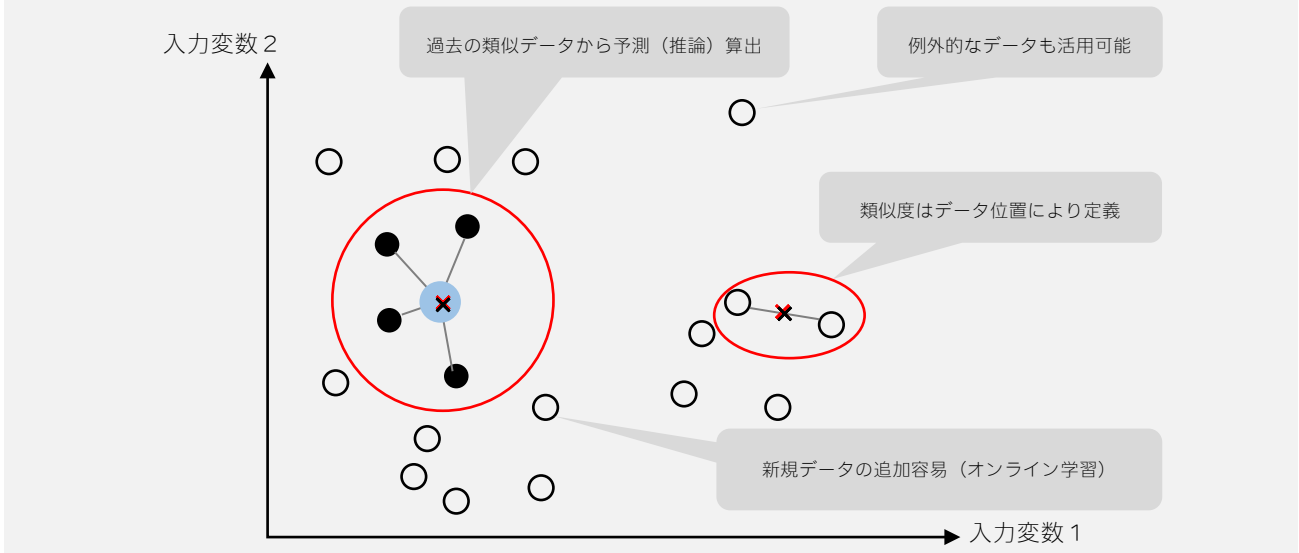 入力変数２
過去の類似データから予測（推論）算出
例外的なデータも活用可能
類似度はデータ位置により定義
新規データの追加容易（オンライン学習）
入力変数１